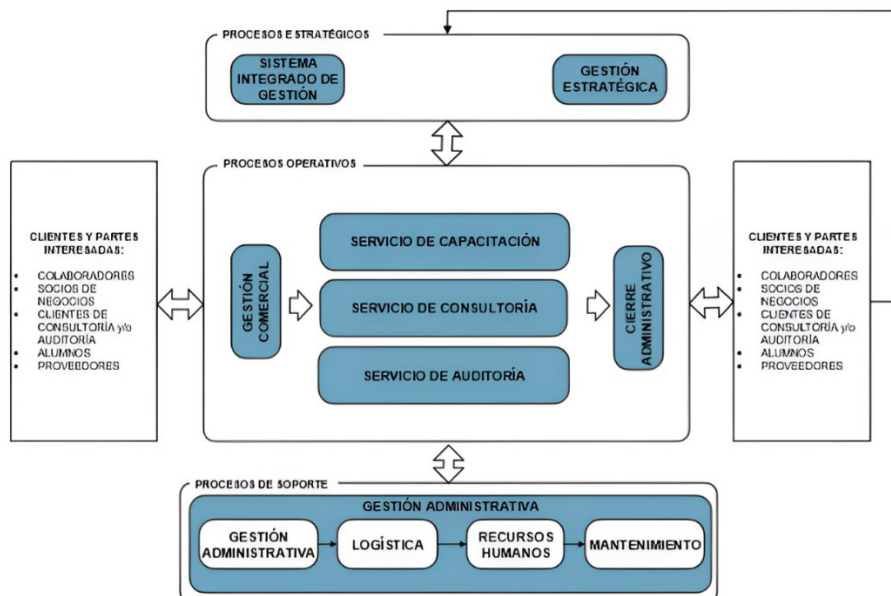 PROCESOS ESTRATÉGICOS
SISTEMA
INTEGRADO DE
GESTIÓN
GESTIÓN
ESTRATÉGICA
CLIENTES Y PARTES
INTERESADAS:
• COLABORADORES
• SOCIOS DE
NEGOCIOS
• CLIENTES DE
CONSULTORÍA y/o
AUDITORÍA
• ALUMNOS
• PROVEEDORES
PROCESOS OPERATIVOS
GESTIÓN
COMERCIAL
SERVICIO DE CAPACITACIÓN
SERVICIO DE CONSULTORÍA
SERVICIO DE AUDITORÍA
CIERRE
ADMINISTRATIVO
CLIENTES Y PARTES
INTERESADAS:
• COLABORADORES
• SOCIOS DE
NEGOCIOS
• CLIENTES DE
CONSULTORÍA y/o
AUDITORÍA
• ALUMNOS
• PROVEEDORES
PROCESOS DE SOPORTE
GESTIÓN ADMINISTRATIVA
GESTIÓN
ADMINISTRATIVA
LOGÍSTICA
RECURSOS
HUMANOS
MANTENIMIENTO